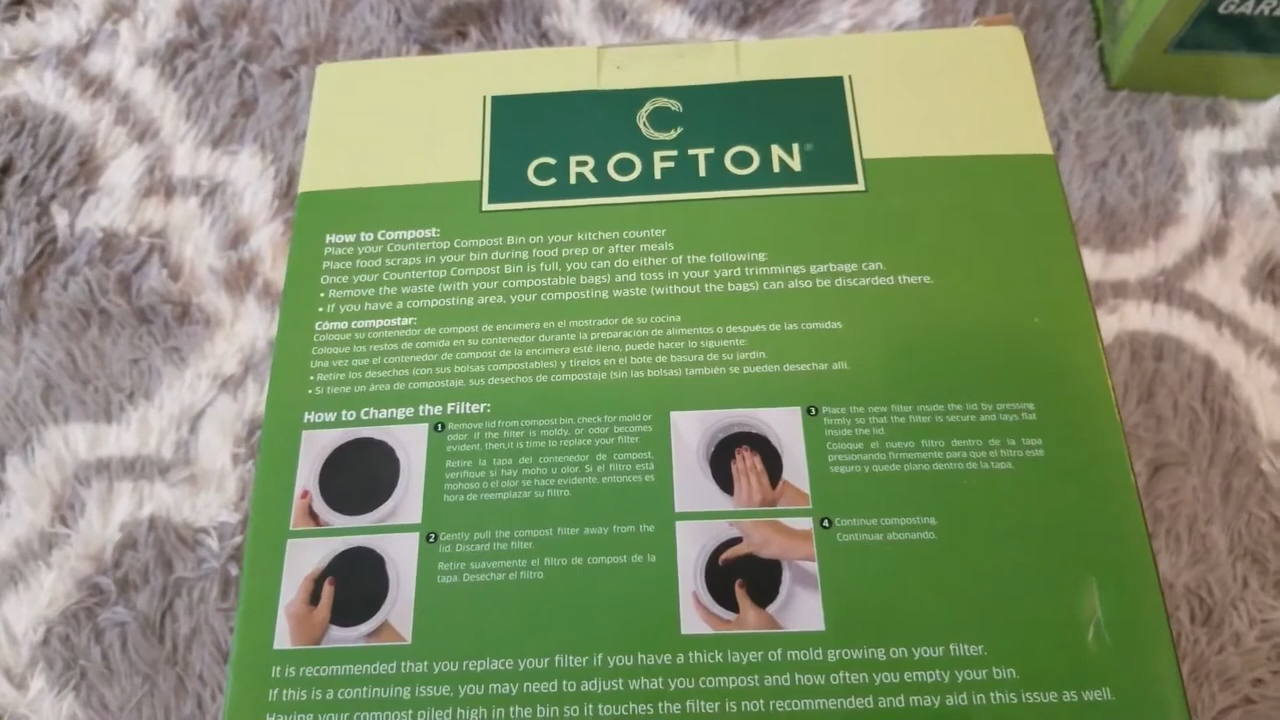 GAR
C
CROFTON
How to Compost:
Place your Countertop Compost Bin on your kitchen counter
Place food scraps in your bin during food prep or after meals
Once your Countertop Compost Bin is full, you can do either of the following:
• Remove the waste (with your compostable bags) and toss in your yard trimmings garbage can.
• If you have a composting area, your composting waste (without the bags) can also be discarded there.
Cómo compostar:
Coloque su contenedor de compost de encimera en el mostrador de su cocina
Coloque los restos de comida en su contenedor durante la preparación de alimentos o después de las comidas
Una vez que el contenedor de compost de la encimera esté lleno, puede hacer lo siguiente:
• Retire los desechos (con sus bolsas compostables) y tírelos en el bote de basura de su jardín.
• Si tiene un área de compostaje, sus desechos de compostaje (sin las bolsas) también se pueden desechar allí.
How to Change the Filter:
1 Remove lid from compost bin, check for mold or
odor. If the filter is moldy, or odor becomes
evident, then,it is time to replace your filter.
Retire la tapa del contenedor de compost,
verifique si hay moho u olor. Si el filtro está
mohoso o el olor se hace evidente, entonces es
hora de reemplazar su filtro.
2 Gently pull the compost filter away from the
lid. Discard the filter.
Retire suavemente el filtro de compost de la
tapa. Desechar el filtro.
3 Place the new filter inside the lid by pressing
firmly so that the filter is secure and lays flat
inside the lid.
Coloque el nuevo filtro dentro de la tapa
presionando firmemente para que el filtro esté
seguro y quede plano dentro de la tapa.
4 Continue composting.
Continuar abonando.
It is recommended that you replace your filter if you have a thick layer of mold growing on your filter.
If this is a continuing issue, you may need to adjust what you compost and how often you empty your bin.
Having your compost piled high in the bin so it touches the filter is not recommended and may aid in this issue as well.